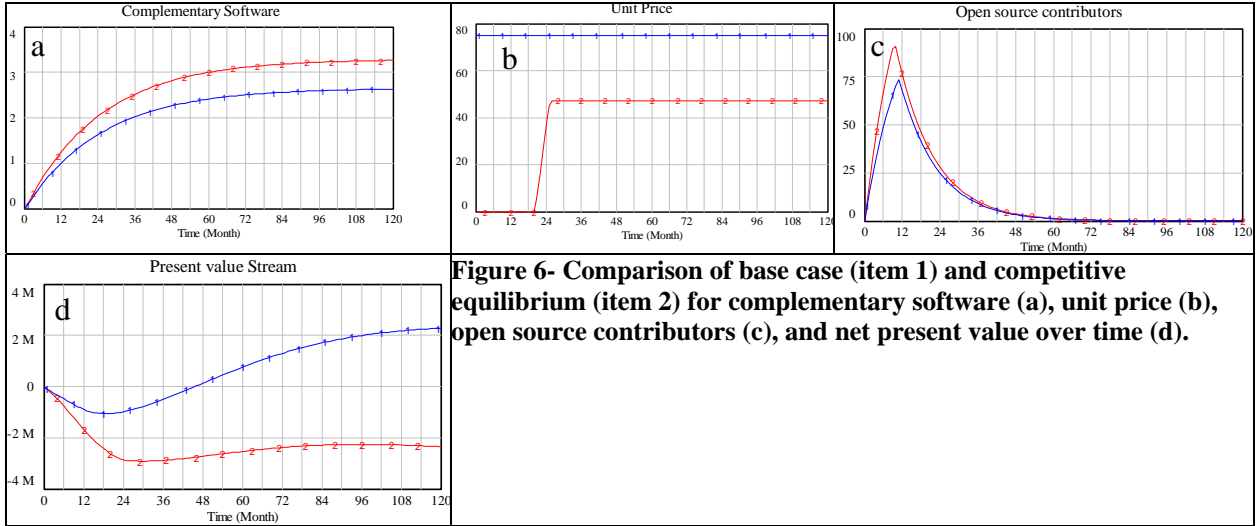 Complementary Software
4
3
2
1
0
a
0 12 24 36 48 60 72 84 96 108 120
Time (Month)
Unit Price
80
60
40
20
0
b
0 12 24 36 48 60 72 84 96 108 120
Time (Month)
Open source contributors
100
75
50
25
0
c
0 12 24 36 48 60 72 84 96 108 120
Time (Month)
Present value Stream
4 M
2 M
0
-2 M
-4 M
d
0 12 24 36 48 60 72 84 96 108 120
Time (Month)
Figure 6- Comparison of base case (item 1) and competitive
equilibrium (item 2) for complementary software (a), unit price (b),
open source contributors (c), and net present value over time (d).